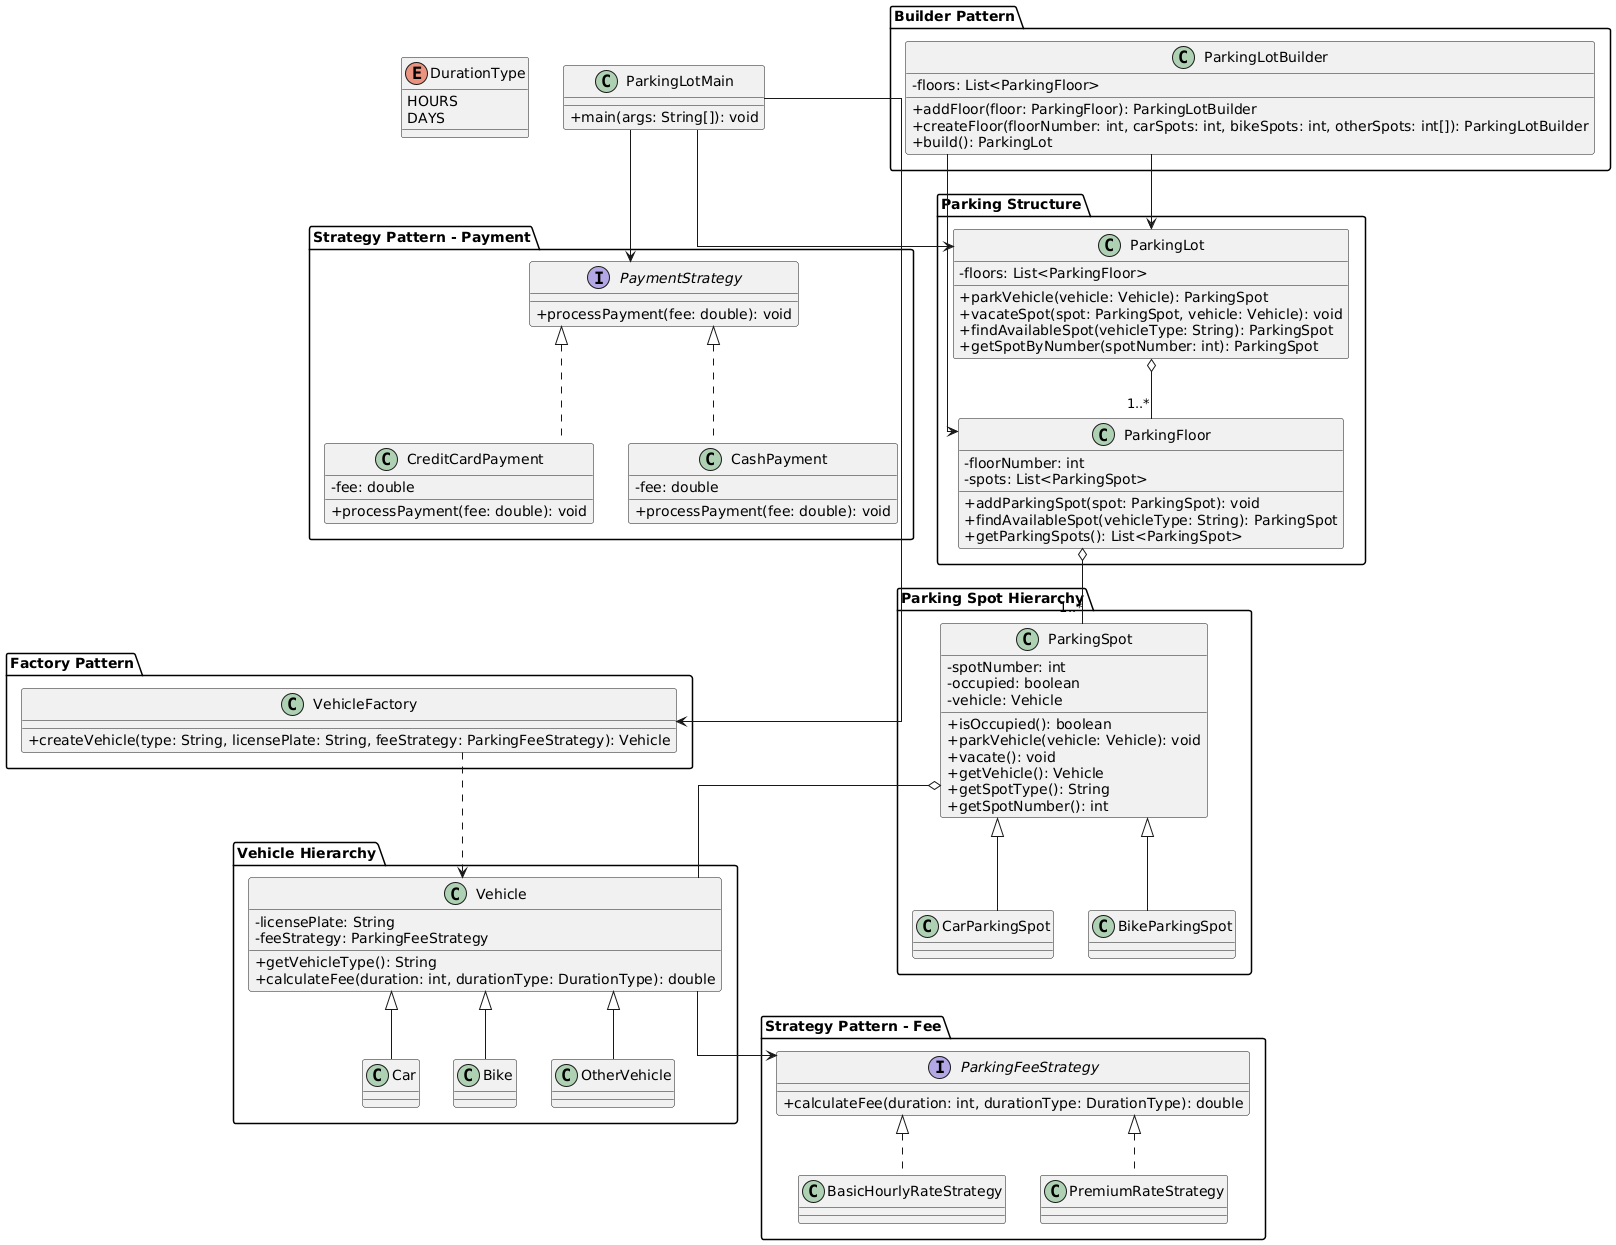 Builder Pattern
C ParkingLotBuilder
-floors: List<ParkingFloor>
+addFloor(floor: ParkingFloor): ParkingLotBuilder
+createFloor(floorNumber: int, carSpots: int, bikeSpots: int, otherSpots: int[]): ParkingLotBuilder
+build(): ParkingLot
E DurationType
HOURS
DAYS
C ParkingLotMain
+main(args: String[]): void
Parking Structure
C ParkingLot
-floors: List<ParkingFloor>
+parkVehicle(vehicle: Vehicle): ParkingSpot
+vacateSpot(spot: ParkingSpot, vehicle: Vehicle): void
+findAvailableSpot(vehicleType: String): ParkingSpot
+getSpotByNumber(spotNumber: int): ParkingSpot
1..*
C ParkingFloor
-floorNumber: int
-spots: List<ParkingSpot>
+addParkingSpot(spot: ParkingSpot): void
+findAvailableSpot(vehicleType: String): ParkingSpot
+getParkingSpots(): List<ParkingSpot>
Strategy Pattern - Payment
I PaymentStrategy
+processPayment(fee: double): void
C CreditCardPayment
-fee: double
+processPayment(fee: double): void
C CashPayment
-fee: double
+processPayment(fee: double): void
Parking Spot Hierarchy
1..*
C ParkingSpot
-spotNumber: int
-occupied: boolean
-vehicle: Vehicle
+isOccupied(): boolean
+parkVehicle(vehicle: Vehicle): void
+vacate(): void
+getVehicle(): Vehicle
+getSpotType(): String
+getSpotNumber(): int
C CarParkingSpot
C BikeParkingSpot
Factory Pattern
C VehicleFactory
+createVehicle(type: String, licensePlate: String, feeStrategy: ParkingFeeStrategy): Vehicle
Vehicle Hierarchy
C Vehicle
-licensePlate: String
-feeStrategy: ParkingFeeStrategy
+getVehicleType(): String
+calculateFee(duration: int, durationType: DurationType): double
C Car
C Bike
C OtherVehicle
Strategy Pattern - Fee
I ParkingFeeStrategy
+calculateFee(duration: int, durationType: DurationType): double
C BasicHourlyRateStrategy
C PremiumRateStrategy